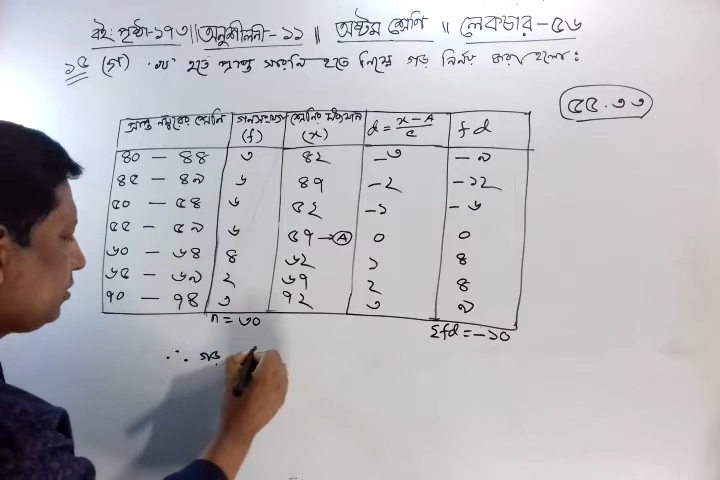 বই: পৃষ্ঠা-১৭৩ || অনুশীলনী-১১ || অষ্টম শ্রেণি || লেকচার-৫৬
১৫ (গ) 'খ' হতে প্রাপ্ত সারণি হতে নিম্নে গড় নির্ণয় করা হলো:
৫৫.৩৩
প্রাপ্ত নম্বরের শ্রেণি গণসংখ্যা (f) শ্রেণির মধ্যমান (x) d = x-A/c fd
৪০ - ৪৪ ৩ ৪২ -৩ -৯
৪৫ - ৪৯ ৬ ৪৭ -২ -১২
৫০ - ৫৪ ৬ ৫২ -১ -৬
৫৫ - ৫৯ ৬ ৫৭→A ০ ০
৬০ - ৬৪ ৪ ৬২ ১ ৪
৬৫ - ৬৯ ২ ৬৭ ২ ৪
৭০ - ৭৪ ৩ ৭২ ৩ ৯
n = ৩০ Σfd = -১০
∴ গড়